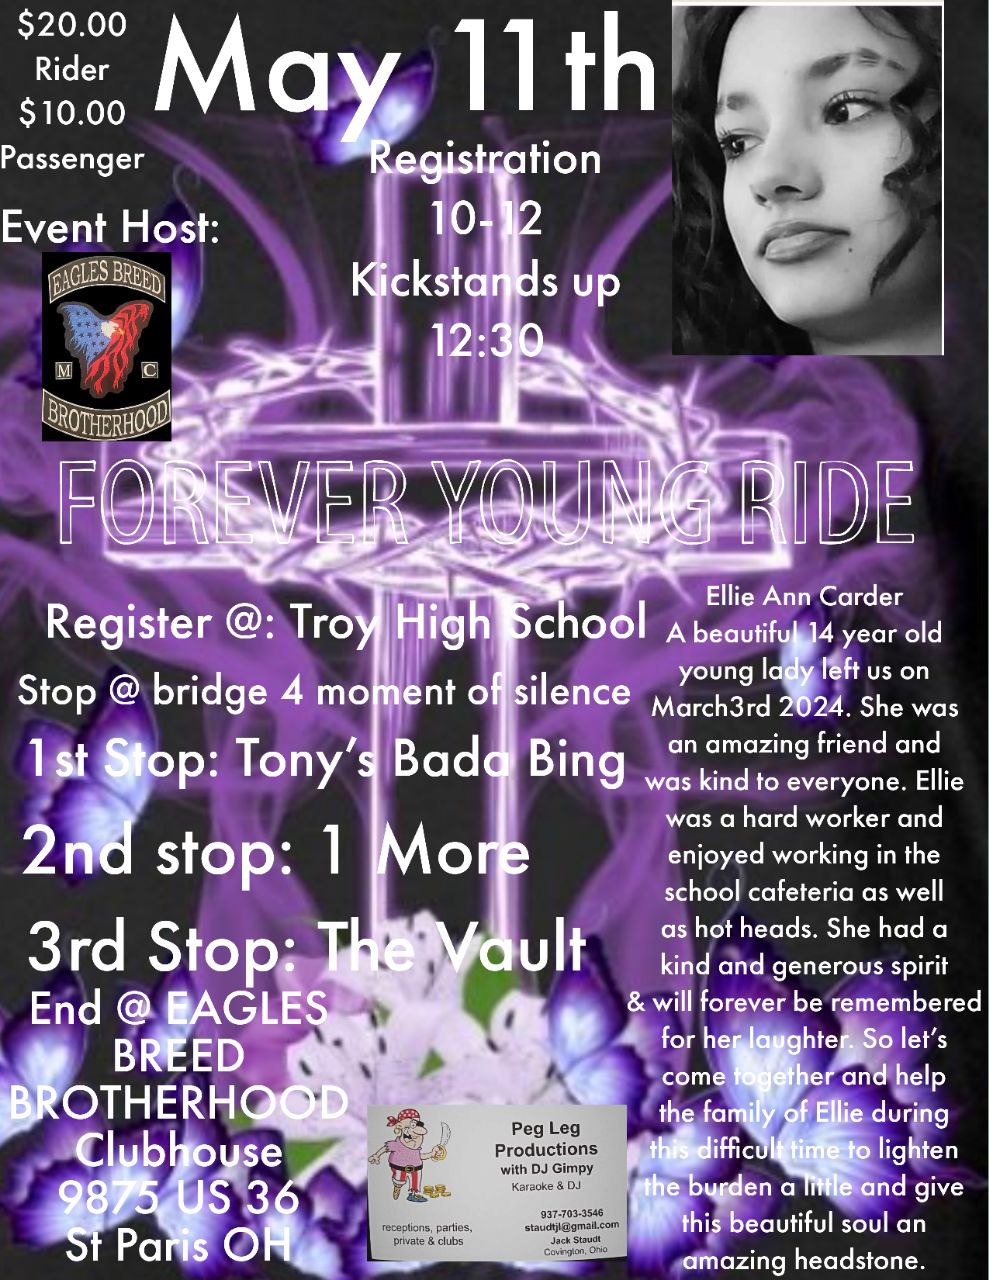 $20.00
Rider
$10.00
Passenger
May 11th
Registration
10-12
Kickstands up
12:30
Event Host:
EAGLES BREED
M C
BROTHERHOOD
FOREVER YOUNG RIDE
Register @: Troy High School
Stop @ bridge 4 moment of silence
1st Stop: Tony's Bada Bing
2nd stop: 1 More
3rd Stop: The Vault
End @ EAGLES
BREED
BROTHERHOOD
Clubhouse
9875 US 36
St Paris OH
Ellie Ann Carder
A beautiful 14 year old
young lady left us on
March3rd 2024. She was
an amazing friend and
was kind to everyone. Ellie
was a hard worker and
enjoyed working in the
school cafeteria as well
as hot heads. She had a
kind and generous spirit
& will forever be remembered
for her laughter. So let's
come together and help
the family of Ellie during
this difficult time to lighten
the burden a little and give
this beautiful soul an
amazing headstone.
Peg Leg
Productions
with DJ Gimpy
Karaoke & DJ
receptions, parties,
private & clubs
937-703-3546
staudtjl@gmail.com
Jack Staudt
Covington, Ohio